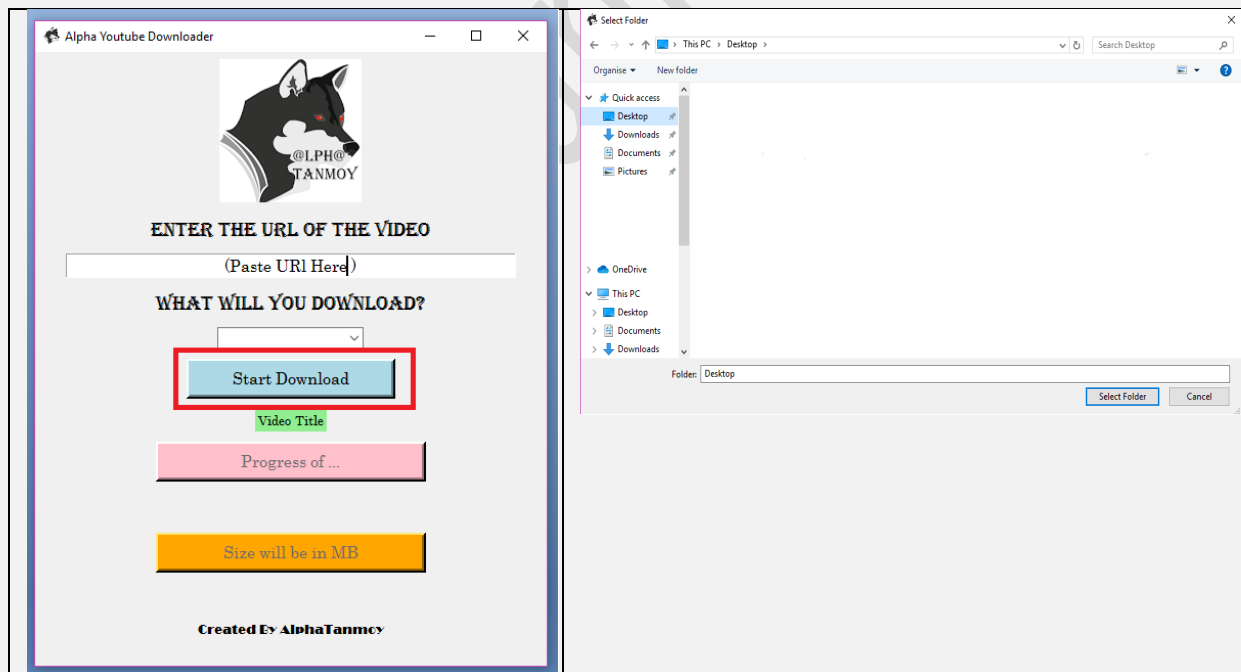 Alpha Youtube Downloader
@LPH@
TANMOY
ENTER THE URL OF THE VIDEO
(Paste URl Here)
WHAT WILL YOU DOWNLOAD?
Start Download
Video Title
Progress of ...
Size will be in MB
Created By AlphaTanmoy
Select Folder
This PC > Desktop >
Search Desktop
Organise
New folder
Quick access
Desktop
Downloads
Documents
Pictures
OneDrive
This PC
Desktop
Documents
Downloads
Folder: Desktop
Select Folder
Cancel